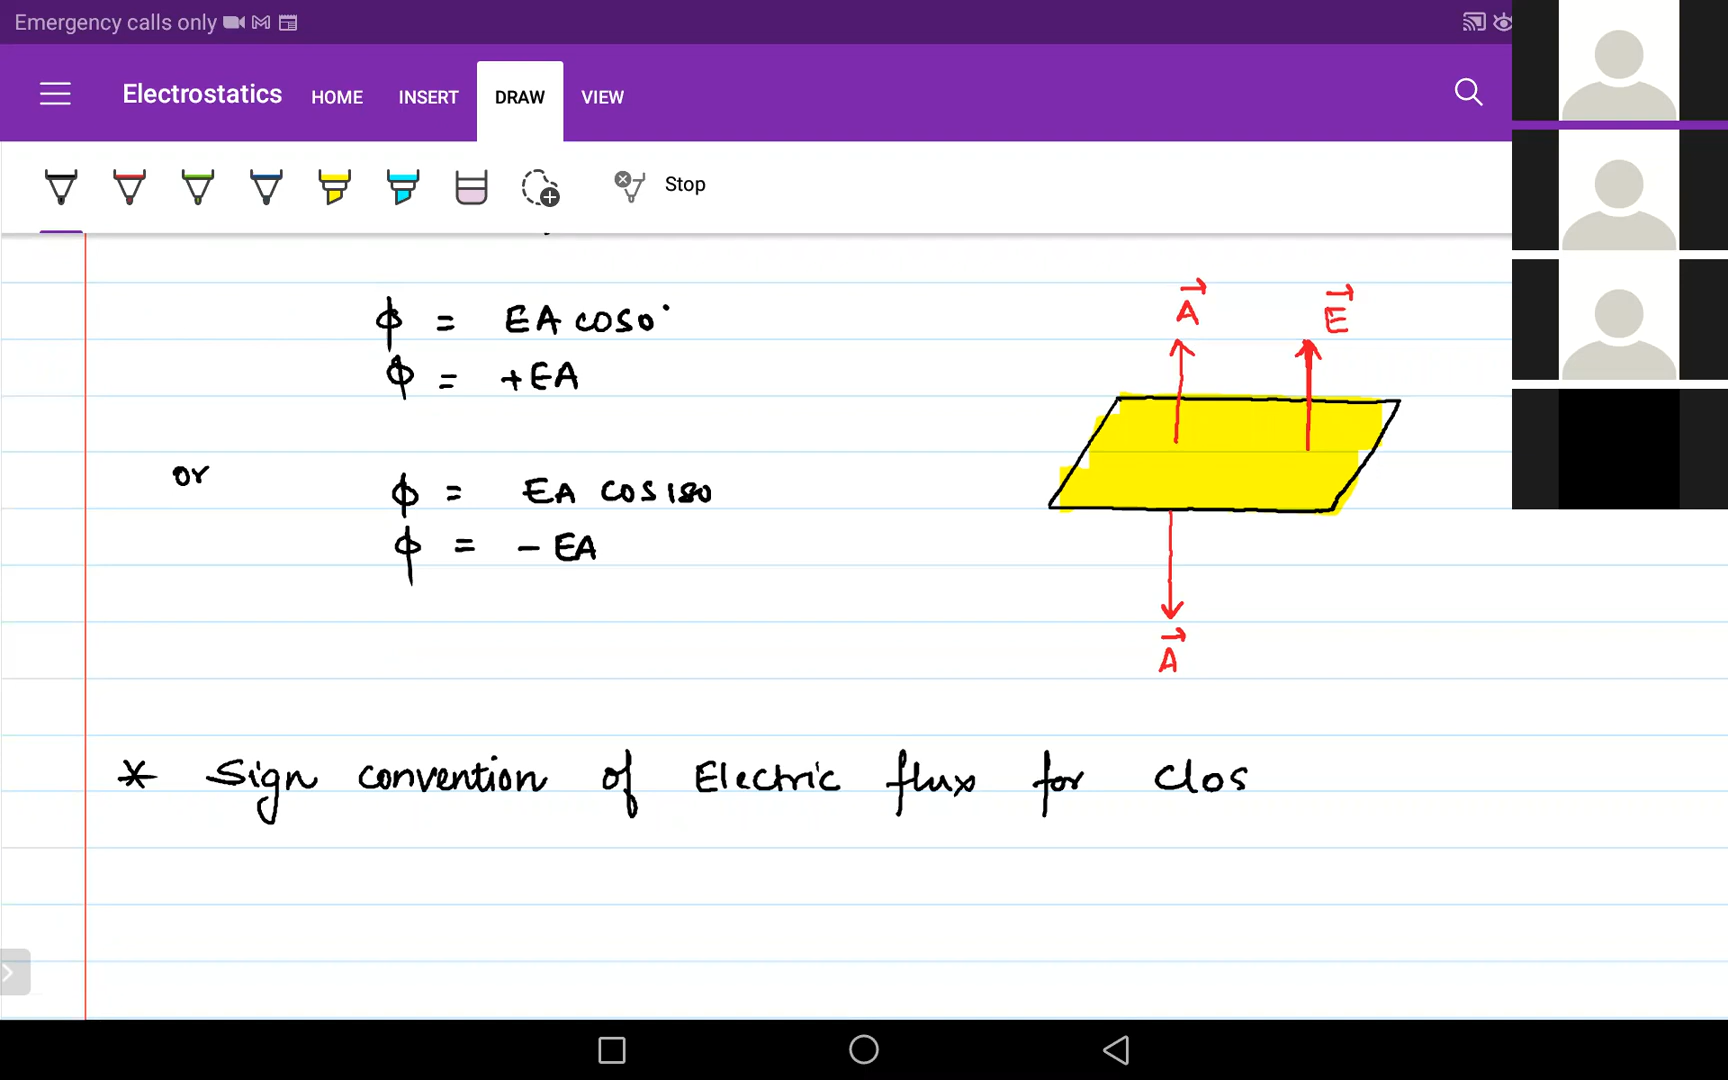 Emergency calls only
Electrostatics HOME INSERT DRAW VIEW
Stop
ϕ = EA cos0°
ϕ = +EA
or
ϕ = EA cos180
ϕ = - EA
A→ E→
A→
* Sign convention of Electric flux for Clos